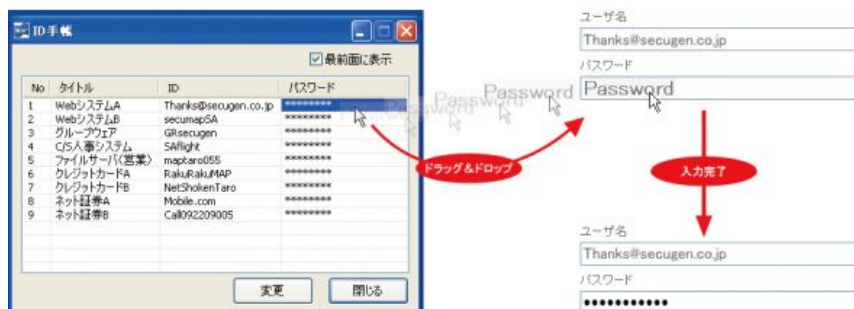 ID手帳
最前面に表示
No タイトル ID パスワード
1 WebシステムA Thanks@secugen.co.jp ********
2 WebシステムB secumapSA ********
3 グループウェア GRsecugen ********
4 C/S人事システム SAflight ********
5 ファイルサーバ(営業) maptaro055 ********
6 クレジットカードA RakuRakuMAP ********
7 クレジットカードB NetShokenTaro ********
8 ネット証券A Mobile.com ********
9 ネット証券B Call092209005 ********
変更 閉じる
Password
Password
Password
ドラッグ&ドロップ
ユーザ名
Thanks@secugen.co.jp
パスワード
Password
入力完了
ユーザ名
Thanks@secugen.co.jp
パスワード
•••••••••••